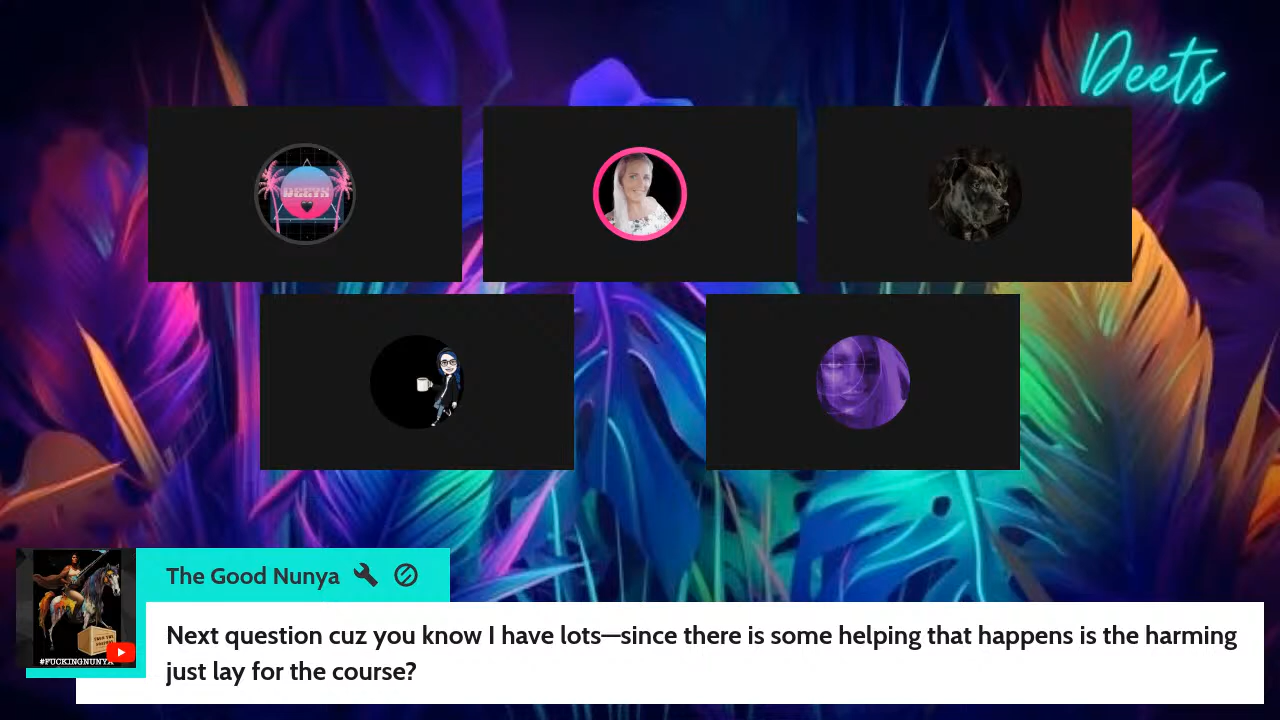 Deets
DEETS
The Good Nunya
Next question cuz you know I have lots—since there is some helping that happens is the harming
just lay for the course?
#FUCKINGNUNYA